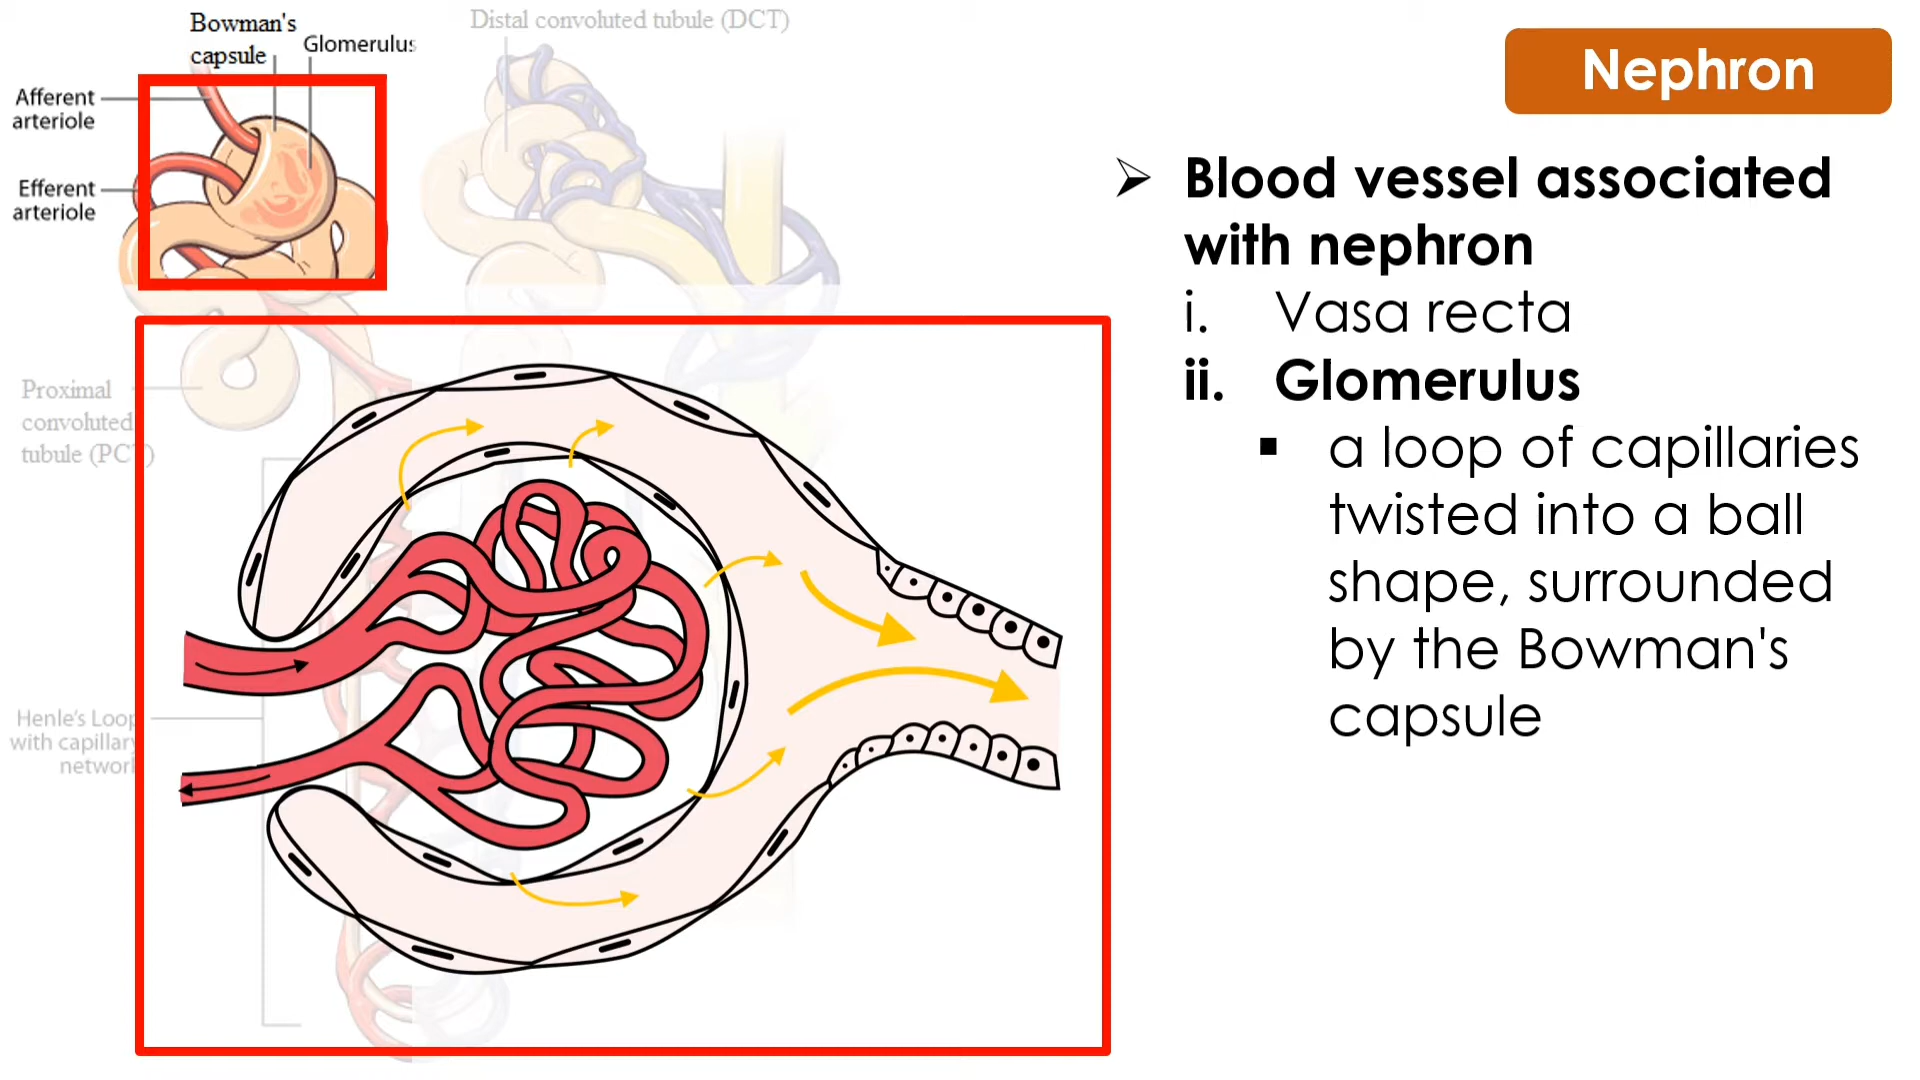 Bowman's
capsule
Glomerulus
Distal convoluted tubule (DCT)
Afferent
arteriole
Efferent
arteriole
Proximal
convoluted
tubule (PCT)
Henle's Loop
with capillary
network
Nephron
➢ Blood vessel associated
with nephron
i. Vasa recta
ii. Glomerulus
▪ a loop of capillaries
twisted into a ball
shape, surrounded
by the Bowman's
capsule